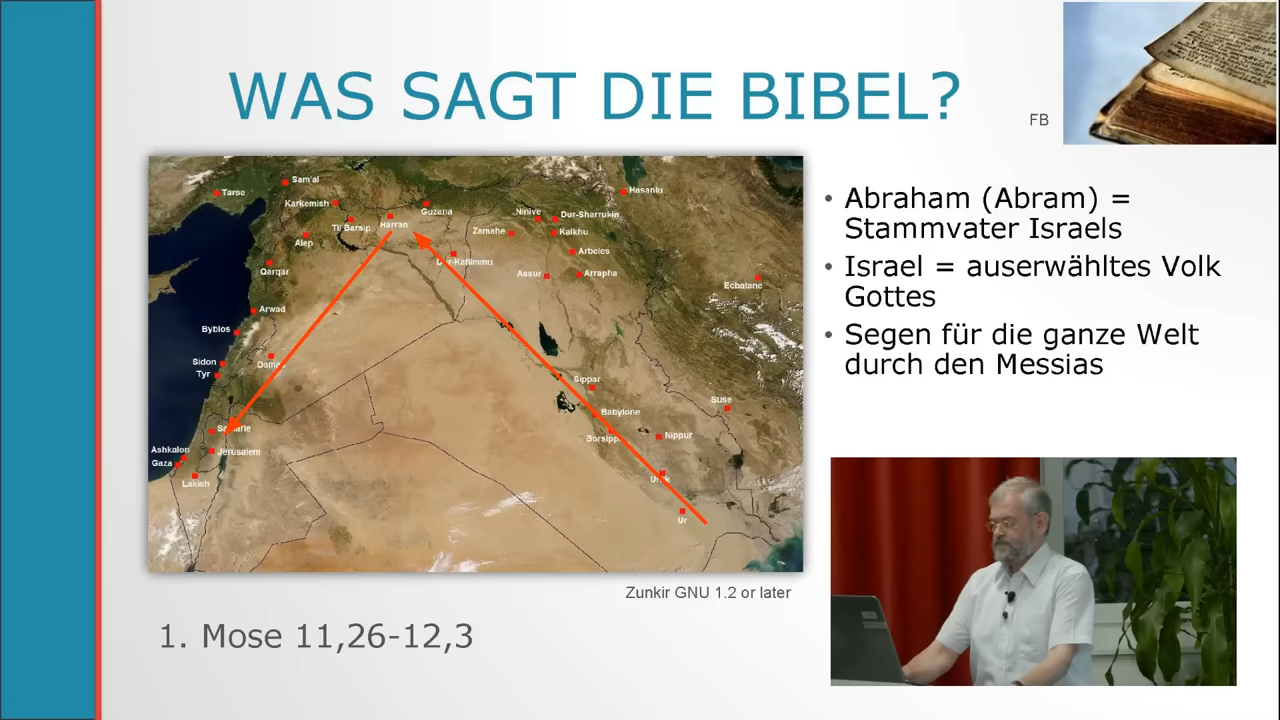 WAS SAGT DIE BIBEL?
FB
Tarse
Sam'al
Karkemish
Til Barsip
Harran
Guzana
Alep
Qarqar
Arwad
Byblos
Sidon
Tyr
Ashkalon
Gaza
Jerusalem
Lakish
Hasanlu
Ninive
Dur-Sharrukin
Zamahe
Kalkhu
Arbeles
Assur
Arrapha
Ecbatane
Sippar
Babylone
Nippur
Suse
Ur
Zunkir GNU 1.2 or later
1. Mose 11,26-12,3
• Abraham (Abram) =
Stammvater Israels
• Israel = auserwähltes Volk
Gottes
• Segen für die ganze Welt
durch den Messias